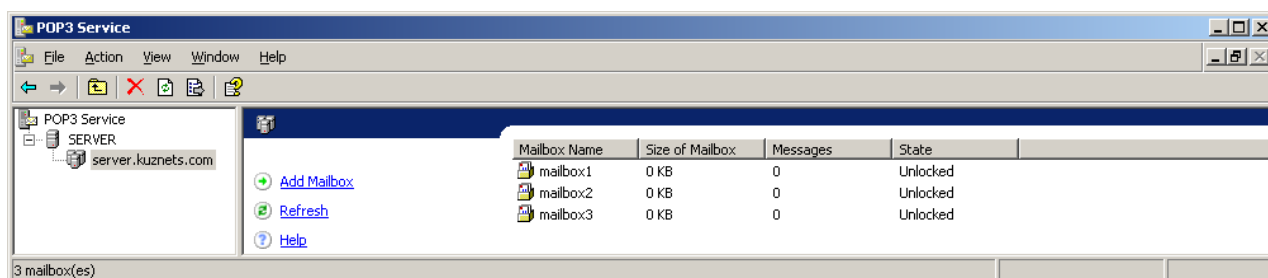 POP3 Service
File Action View Window Help
POP3 Service
SERVER
server.kuznets.com
Add Mailbox
Refresh
Help
Mailbox Name Size of Mailbox Messages State
mailbox1 0 KB 0 Unlocked
mailbox2 0 KB 0 Unlocked
mailbox3 0 KB 0 Unlocked
3 mailbox(es)